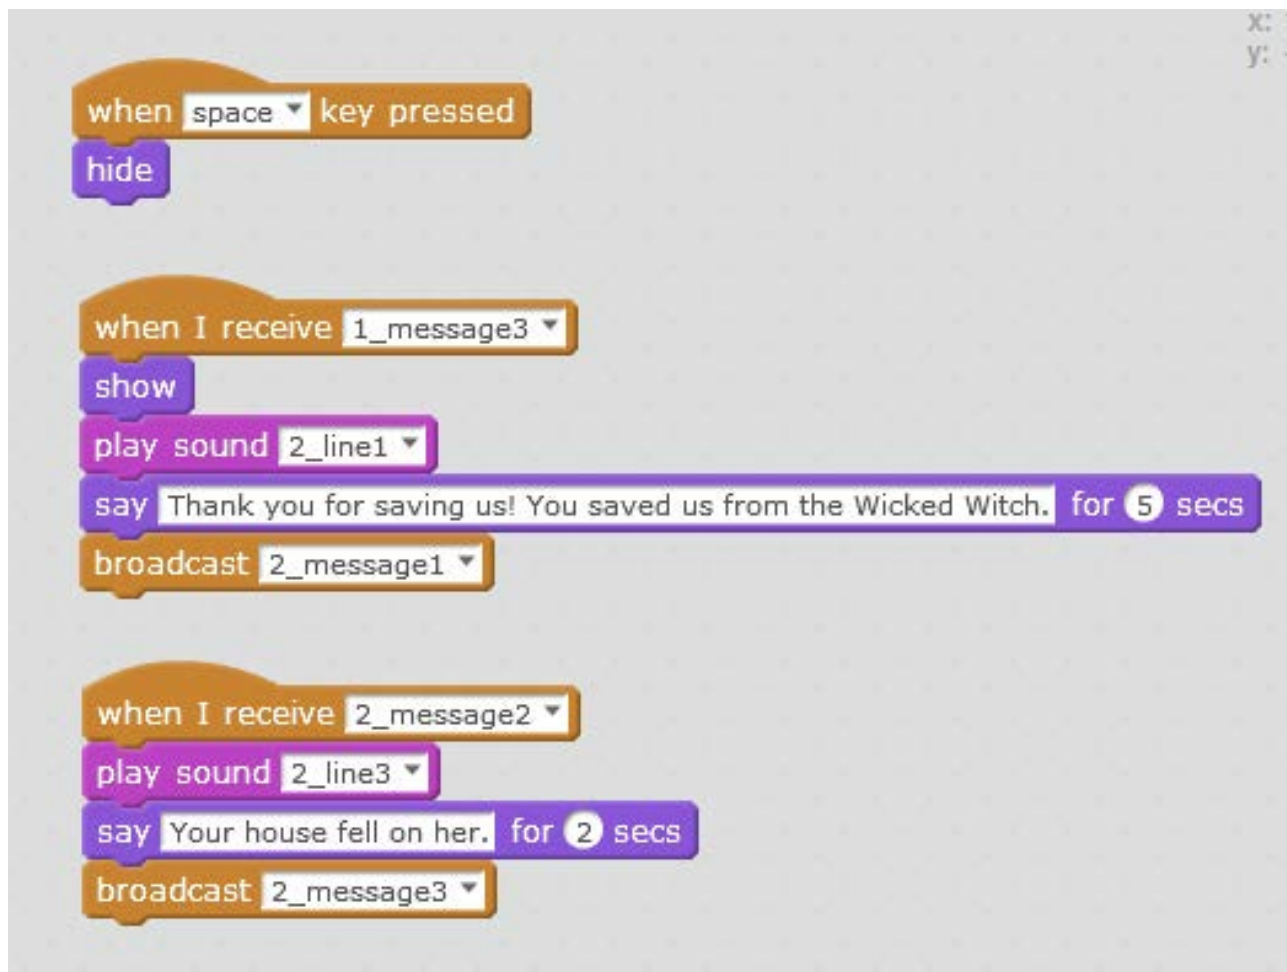 x:
y:
when space key pressed
hide
when I receive 1_message3
show
play sound 2_line1
say Thank you for saving us! You saved us from the Wicked Witch. for 5 secs
broadcast 2_message1
when I receive 2_message2
play sound 2_line3
say Your house fell on her. for 2 secs
broadcast 2_message3